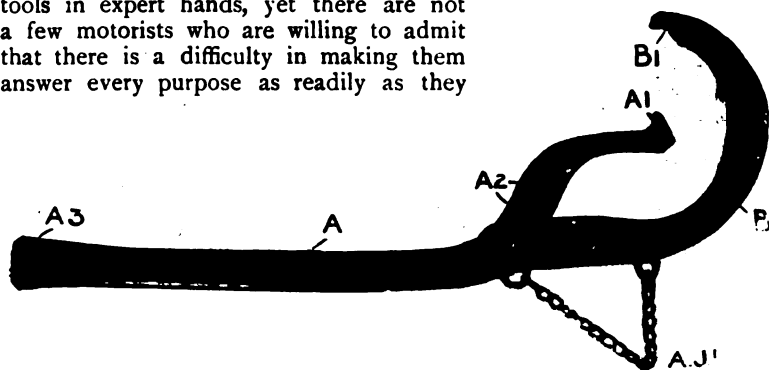 tools in expert hands, yet there are not
a few motorists who are willing to admit
that there is a difficulty in making them
answer every purpose as readily as they
B1
A1
A2
A3
A
A.J'